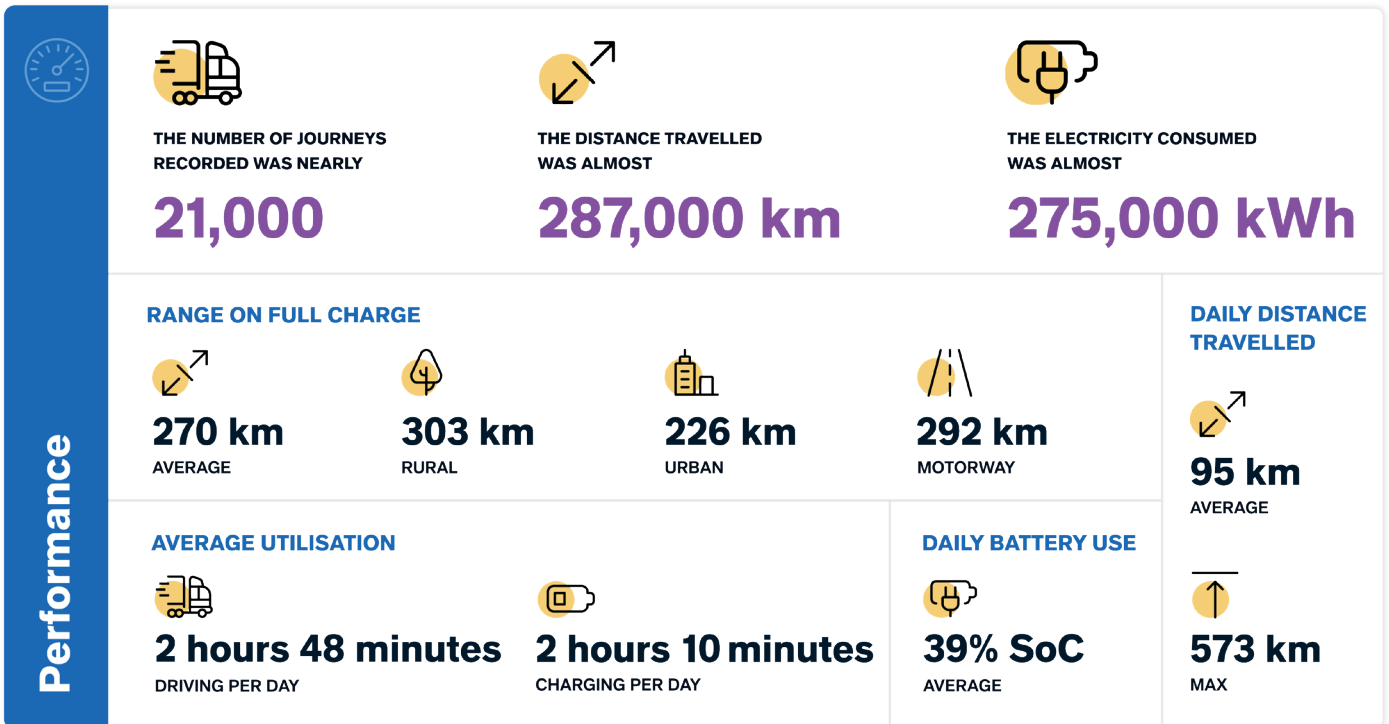 Performance
THE NUMBER OF JOURNEYS
RECORDED WAS NEARLY
21,000
THE DISTANCE TRAVELLED
WAS ALMOST
287,000 km
THE ELECTRICITY CONSUMED
WAS ALMOST
275,000 kWh
RANGE ON FULL CHARGE
270 km
AVERAGE
303 km
RURAL
226 km
URBAN
292 km
MOTORWAY
DAILY DISTANCE
TRAVELLED
95 km
AVERAGE
573 km
MAX
AVERAGE UTILISATION
2 hours 48 minutes
DRIVING PER DAY
2 hours 10 minutes
CHARGING PER DAY
DAILY BATTERY USE
39% SoC
AVERAGE